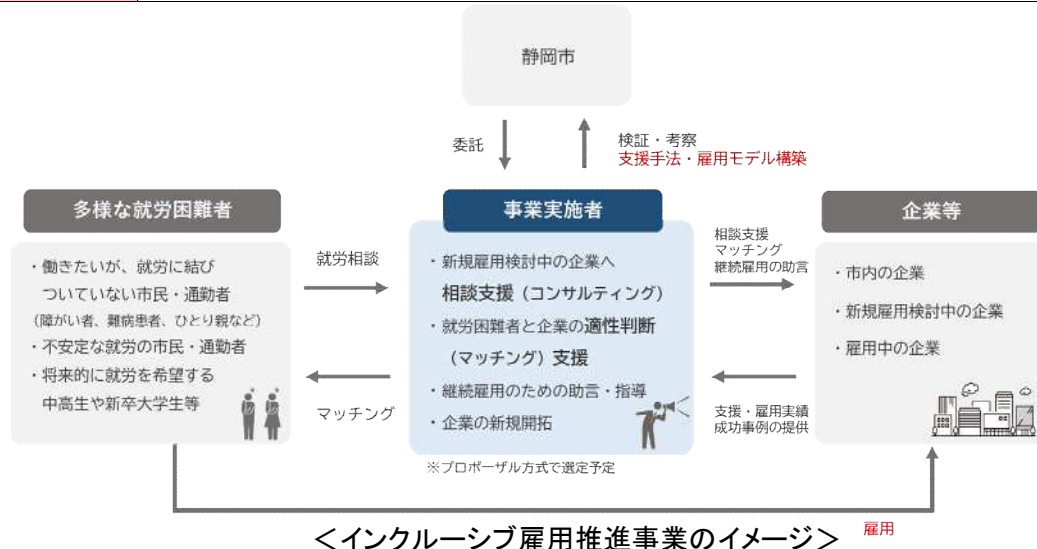 静岡市
委託
検証・考察
支援手法・雇用モデル構築
多様な就労困難者
・働きたいが、就労に結び
ついていない市民・通勤者
(障がい者、難病患者、ひとり親など)
・不安定な就労の市民・通勤者
・将来的に就労を希望する
中高生や新卒大学生等
就労相談
マッチング
事業実施者
・新規雇用検討中の企業へ
相談支援(コンサルティング)
・就労困難者と企業の適性判断
(マッチング)支援
・継続雇用のための助言・指導
・企業の新規開拓
※プロポーザル方式で選定予定
相談支援
マッチング
継続雇用の助言
支援・雇用実績
成功事例の提供
企業等
・市内の企業
・新規雇用検討中の企業
・雇用中の企業
雇用
<インクルーシブ雇用推進事業のイメージ>